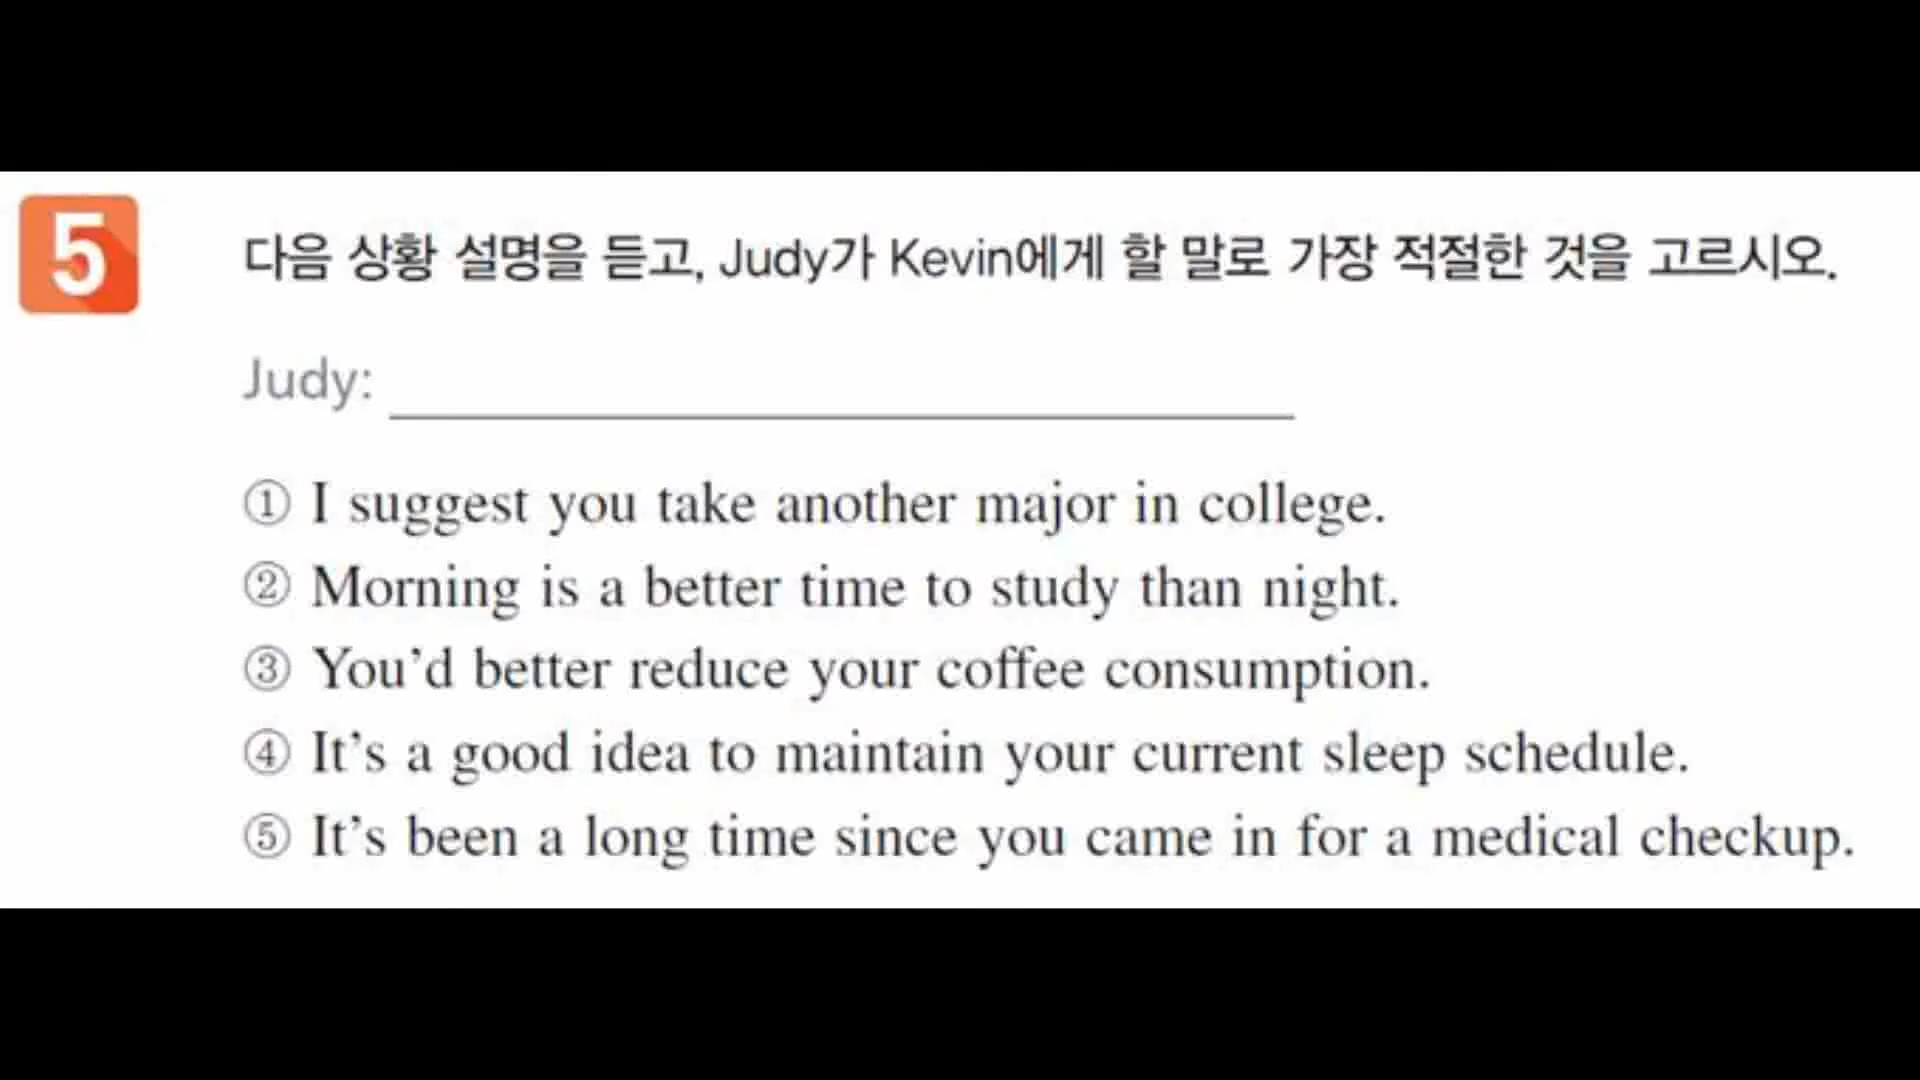 5
다음 상황 설명을 듣고, Judy가 Kevin에게 할 말로 가장 적절한 것을 고르시오.
Judy:
① I suggest you take another major in college.
② Morning is a better time to study than night.
③ You’d better reduce your coffee consumption.
④ It’s a good idea to maintain your current sleep schedule.
⑤ It’s been a long time since you came in for a medical checkup.